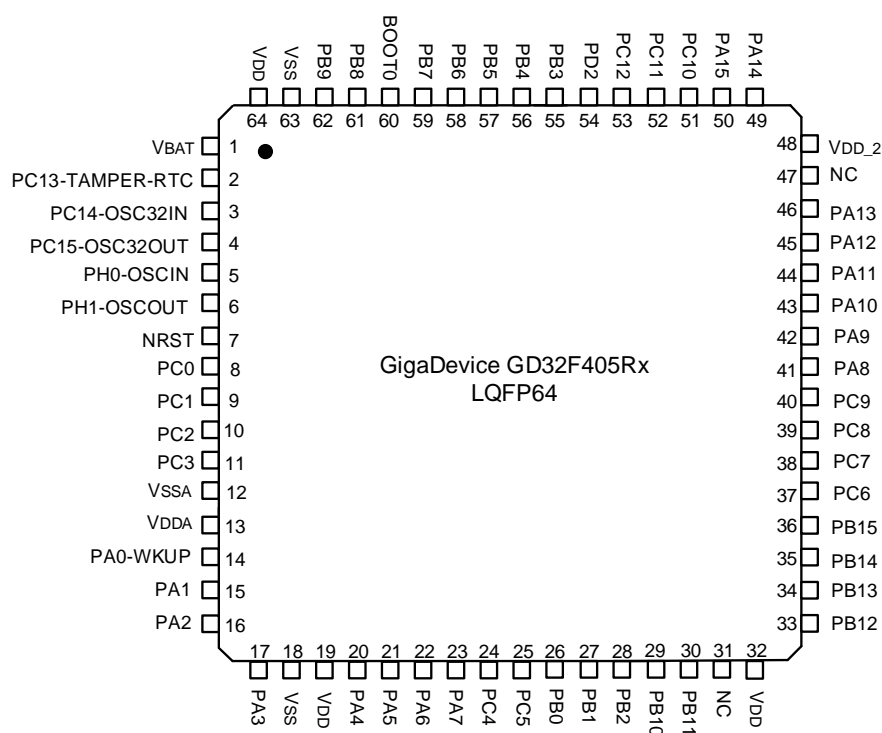 VDD
VSS
PB9
PB8
BOOT0
PB7
PB6
PB5
PB4
PB3
PD2
PC12
PC11
PC10
PA15
PA14
64 63 62 61 60 59 58 57 56 55 54 53 52 51 50 49
VBAT 1
PC13-TAMPER-RTC 2
PC14-OSC32IN 3
PC15-OSC32OUT 4
PH0-OSCIN 5
PH1-OSCOUT 6
NRST 7
PC0 8
PC1 9
PC2 10
PC3 11
VSSA 12
VDDA 13
PA0-WKUP 14
PA1 15
PA2 16
GigaDevice GD32F405Rx
LQFP64
48 VDD_2
47 NC
46 PA13
45 PA12
44 PA11
43 PA10
42 PA9
41 PA8
40 PC9
39 PC8
38 PC7
37 PC6
36 PB15
35 PB14
34 PB13
33 PB12
17 18 19 20 21 22 23 24 25 26 27 28 29 30 31 32
PA3
VSS
VDD
PA4
PA5
PA6
PA7
PC4
PC5
PB0
PB1
PB2
PB10
PB11
NC
VDD